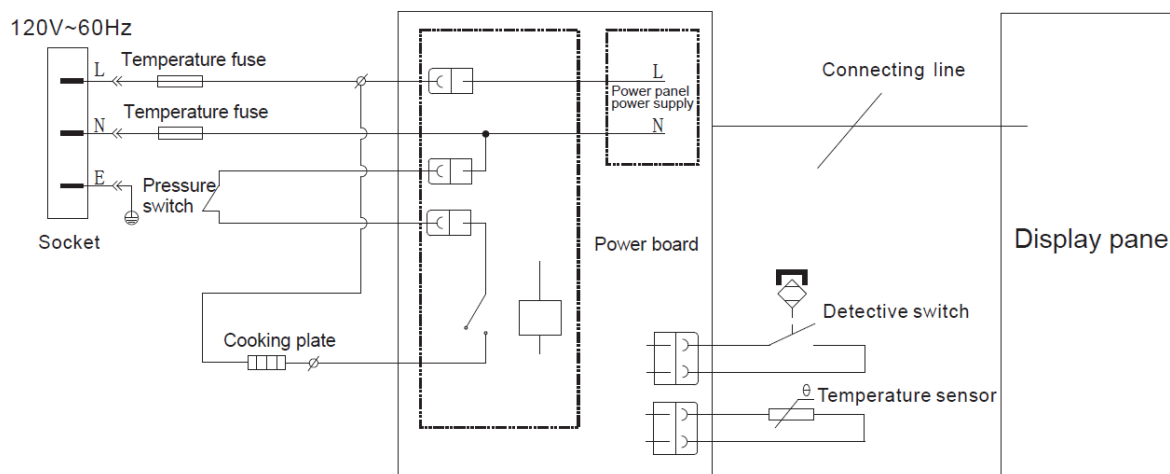 120V~60Hz
L
Temperature fuse
N
Temperature fuse
E
Pressure
switch
Socket
Cooking plate
L
Power panel
power supply
N
Power board
Connecting line
Detective switch
θ
Temperature sensor
Display pane